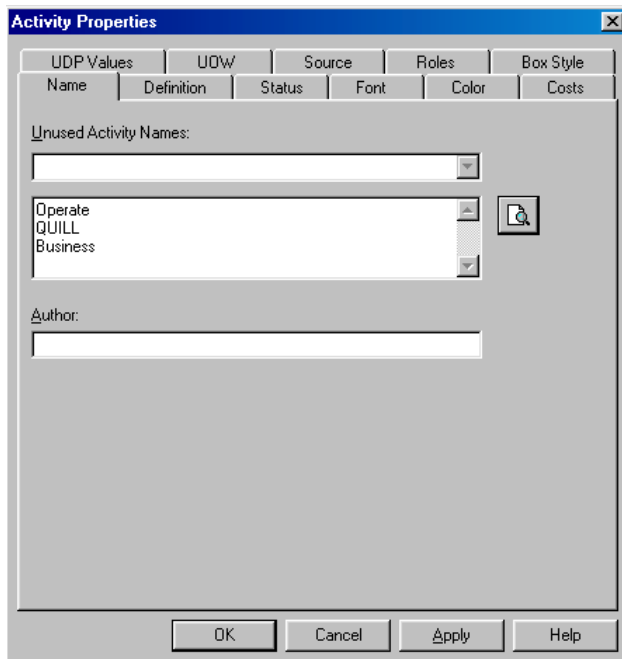 Activity Properties
UDP Values UOW Source Roles Box Style
Name Definition Status Font Color Costs
Unused Activity Names:
Operate
QUILL
Business
Author:
OK Cancel Apply Help